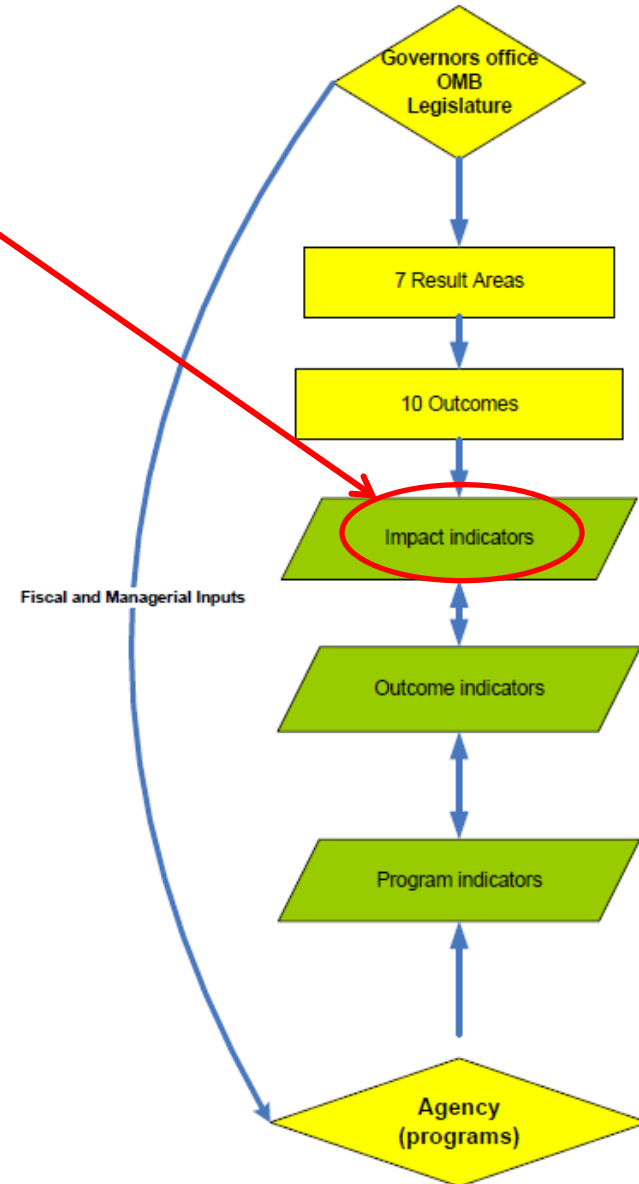 Governors office
OMB
Legislature
7 Result Areas
10 Outcomes
Impact indicators
Fiscal and Managerial Inputs
Outcome indicators
Program indicators
Agency
(programs)